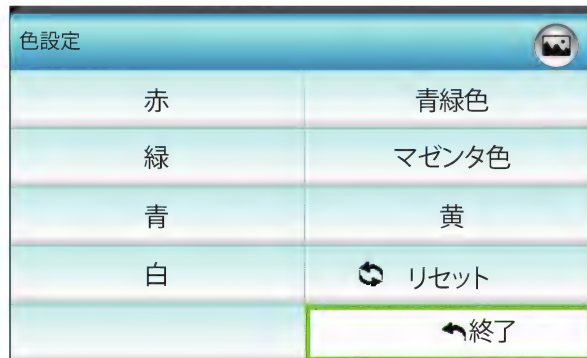 色設定
赤
青緑色
緑
マゼンタ色
青
黄
白
リセット
終了